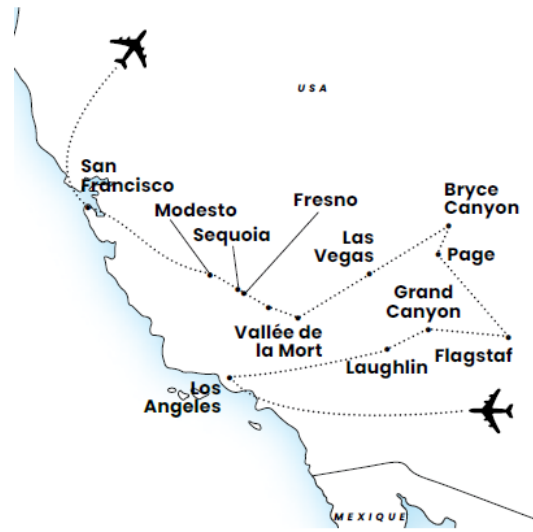 USA
San
Francisco
Modesto
Sequoia
Fresno
Bryce
Canyon
Las
Vegas
Page
Grand
Canyon
Vallée de
la Mort
Laughlin
Flagstaf
Los
Angeles
MEXIQUE